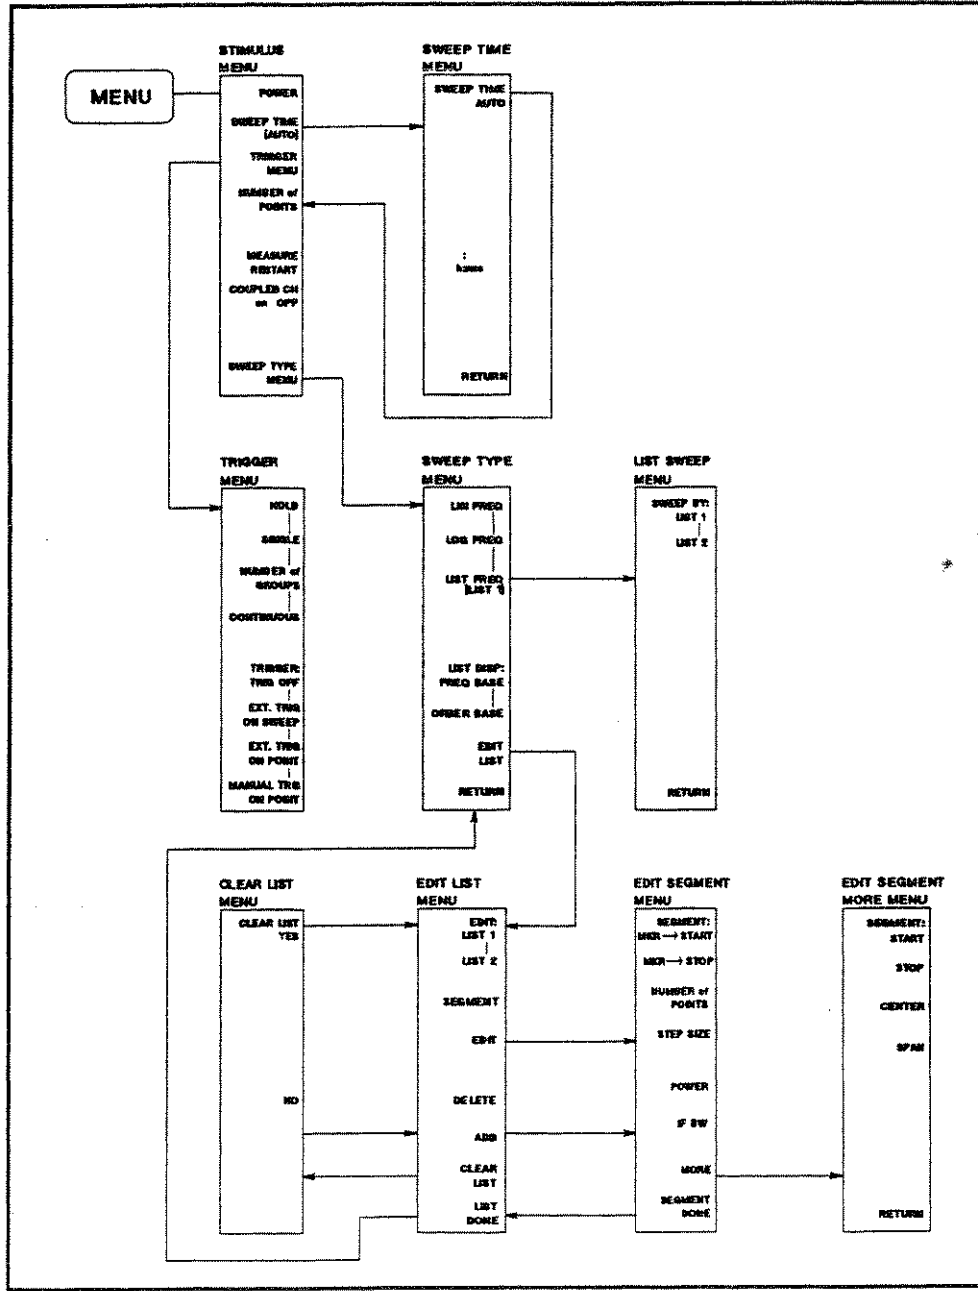 MENU
STIMULUS
MENU
POWER
SWEEP TIME
[AUTO]
TRIGGER
MENU
NUMBER of
POINTS
MEASURE
RESTART
COUPLED CH
on OFF
SWEEP TYPE
MENU
SWEEP TIME
MENU
SWEEP TIME
AUTO
:
RETURN
TRIGGER
MENU
HOLD
SINGLE
NUMBER of
GROUPS
CONTINUOUS
TRIGGER:
TRIG OFF
EXT. TRIG
ON SWEEP
EXT. TRIG
ON POINT
MANUAL TRG
ON POINT
SWEEP TYPE
MENU
LIN FREQ
LOG FREQ
LIST FREQ
[LIST 1]
LIST DISP:
FREQ BASE
ORDER BASE
EDIT
LIST
RETURN
LIST SWEEP
MENU
SWEEP BY:
LIST 1
LIST 2
RETURN
CLEAR LIST
MENU
CLEAR LIST
YES
NO
EDIT LIST
MENU
EDIT:
LIST 1
LIST 2
SEGMENT
EDIT
DELETE
ADD
CLEAR
LIST
LIST
DONE
EDIT SEGMENT
MENU
SEGMENT:
MKR→START
MKR→STOP
NUMBER of
POINTS
STEP SIZE
POWER
IF BW
MORE
SEGMENT
DONE
EDIT SEGMENT
MORE MENU
SEGMENT:
START
STOP
CENTER
SPAN
RETURN